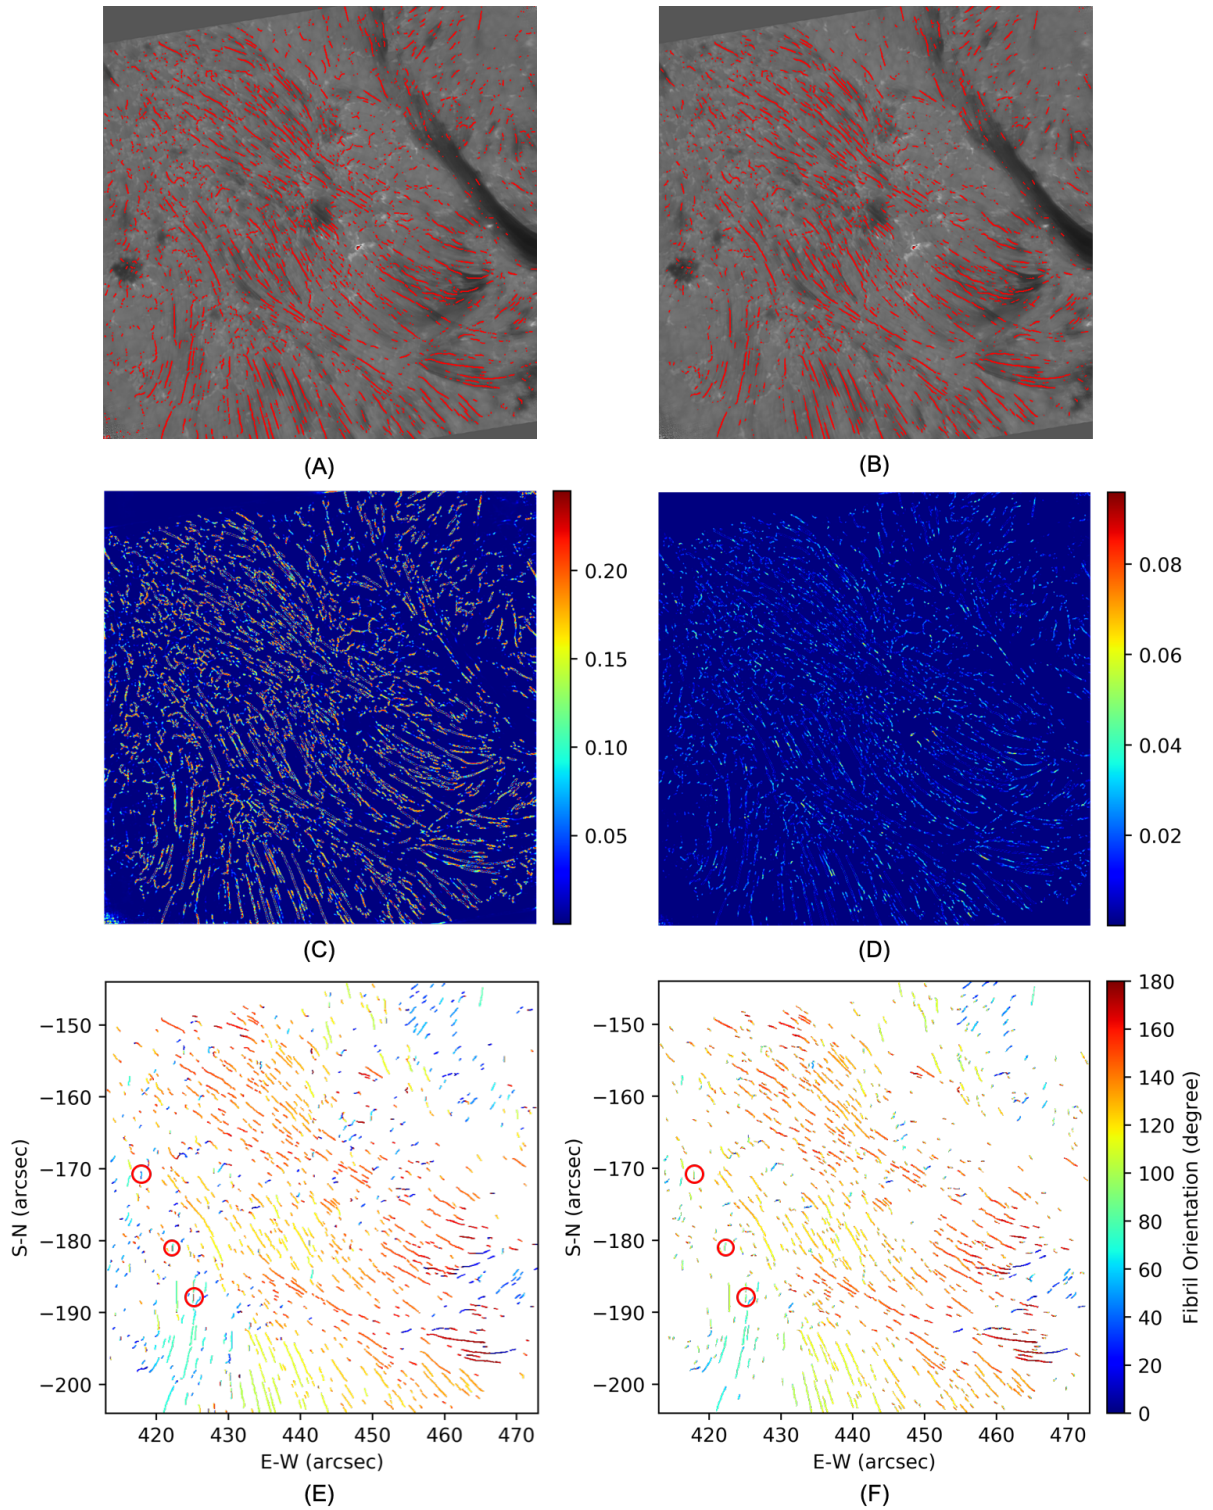 (A)
(B)
0.20
0.15
0.10
0.05
0.08
0.06
0.04
0.02
(C)
(D)
−150
−160
−170
−180
−190
−200
S-N (arcsec)
420 430 440 450 460 470
E-W (arcsec)
(E)
420 430 440 450 460 470
E-W (arcsec)
(F)
−150
−160
−170
−180
−190
−200
S-N (arcsec)
180
160
140
120
100
80
60
40
20
0
Fibril Orientation (degree)